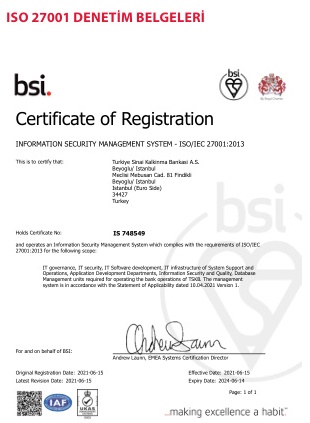 ISO 27001 DENETİM BELGELERİ
bsi.
bsi.
By Royal Charter
Certificate of Registration
INFORMATION SECURITY MANAGEMENT SYSTEM - ISO/IEC 27001:2013
This is to certify that:
Turkiye Sinai Kalkinma Bankasi A.S.
Beyoglu/ Istanbul
Meclisi Mebusan Cad. 81 Findikli
Beyoglu/ Istanbul
Istanbul (Euro Side)
34427
Turkey
bsi.
Holds Certificate No:
IS 748549
and operates an Information Security Management System which complies with the requirements of ISO/IEC
27001:2013 for the following scope:
IT governance, IT security, IT Software development, IT Infrastructure of System Support and
Operations, Application Development Departments, Information Security and Quality, Database
Management units required for operating the bank operations of TSKB. The management
system is in accordance with the Statement of Applicability dated 10.04.2021 Version 1.
For and on behalf of BSI:
Andrew Launn, EMEA Systems Certification Director
Original Registration Date: 2021-06-15
Effective Date: 2021-06-15
Latest Revision Date: 2021-06-15
Expiry Date: 2024-06-14
Page: 1 of 1
IAF
UKAS
...making excellence a habit.™